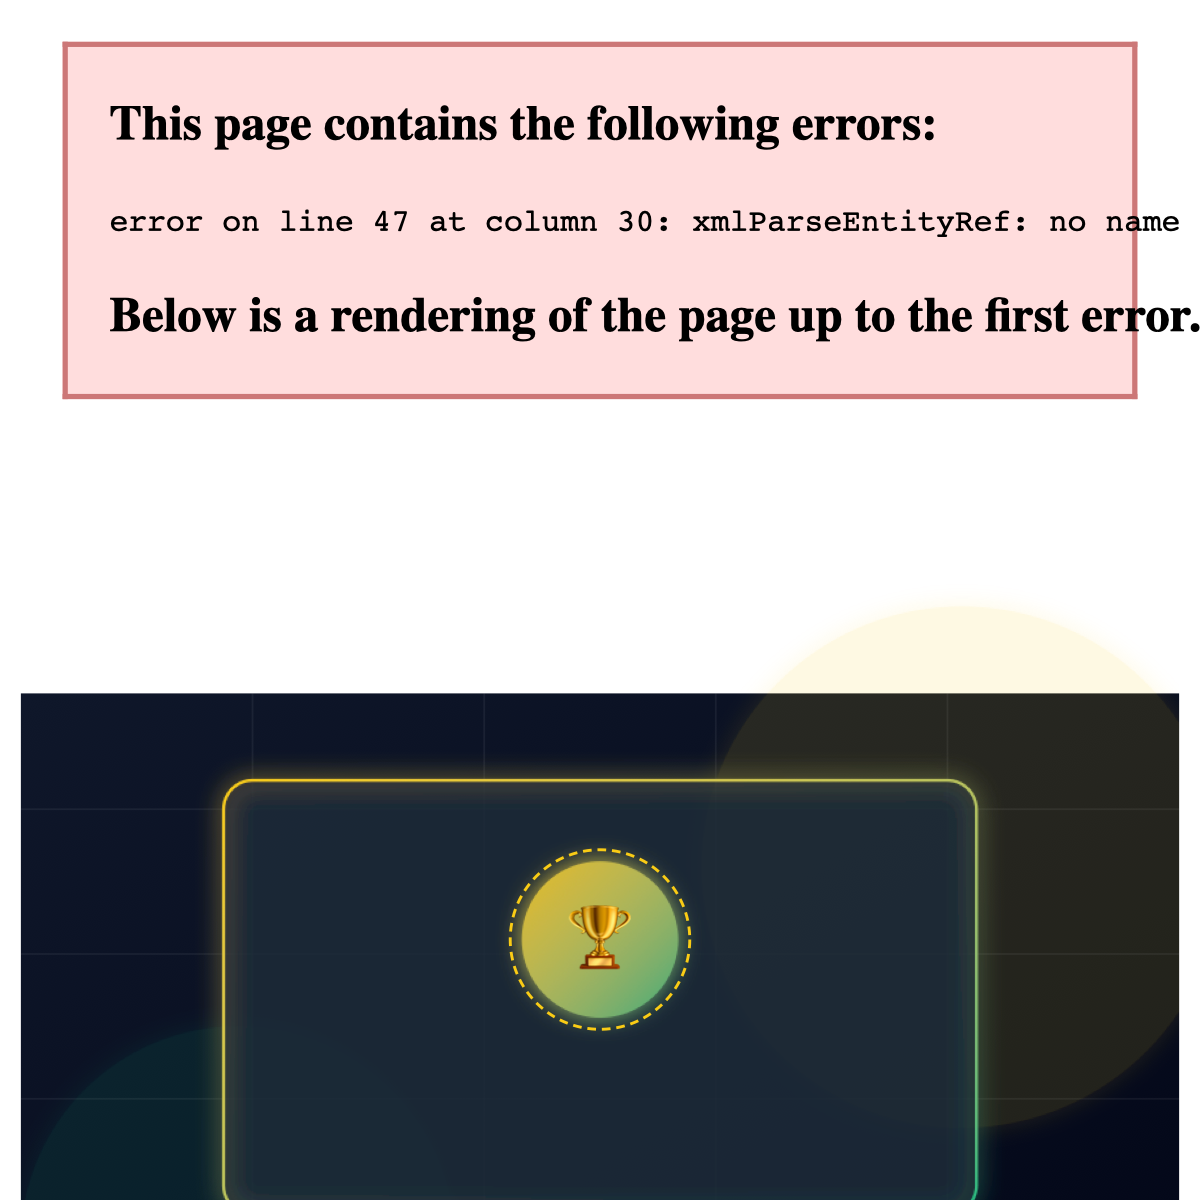 This page contains the following errors:
error on line 47 at column 30: xmlParseEntityRef: no name
Below is a rendering of the page up to the first error.